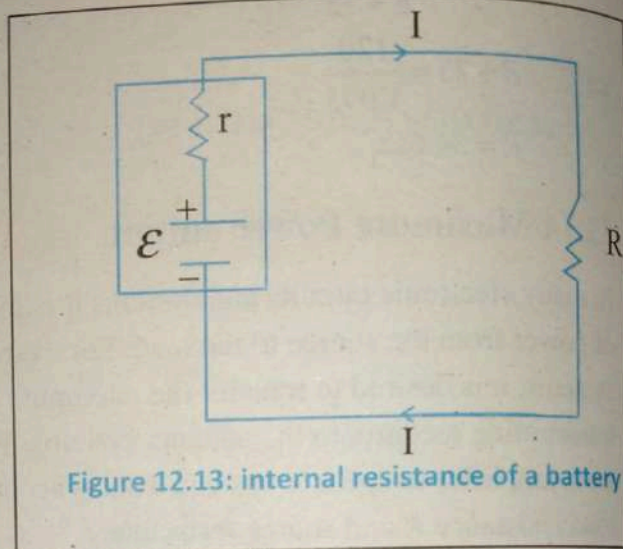 I
r
+
ε
−
R
I
Figure 12.13: internal resistance of a battery